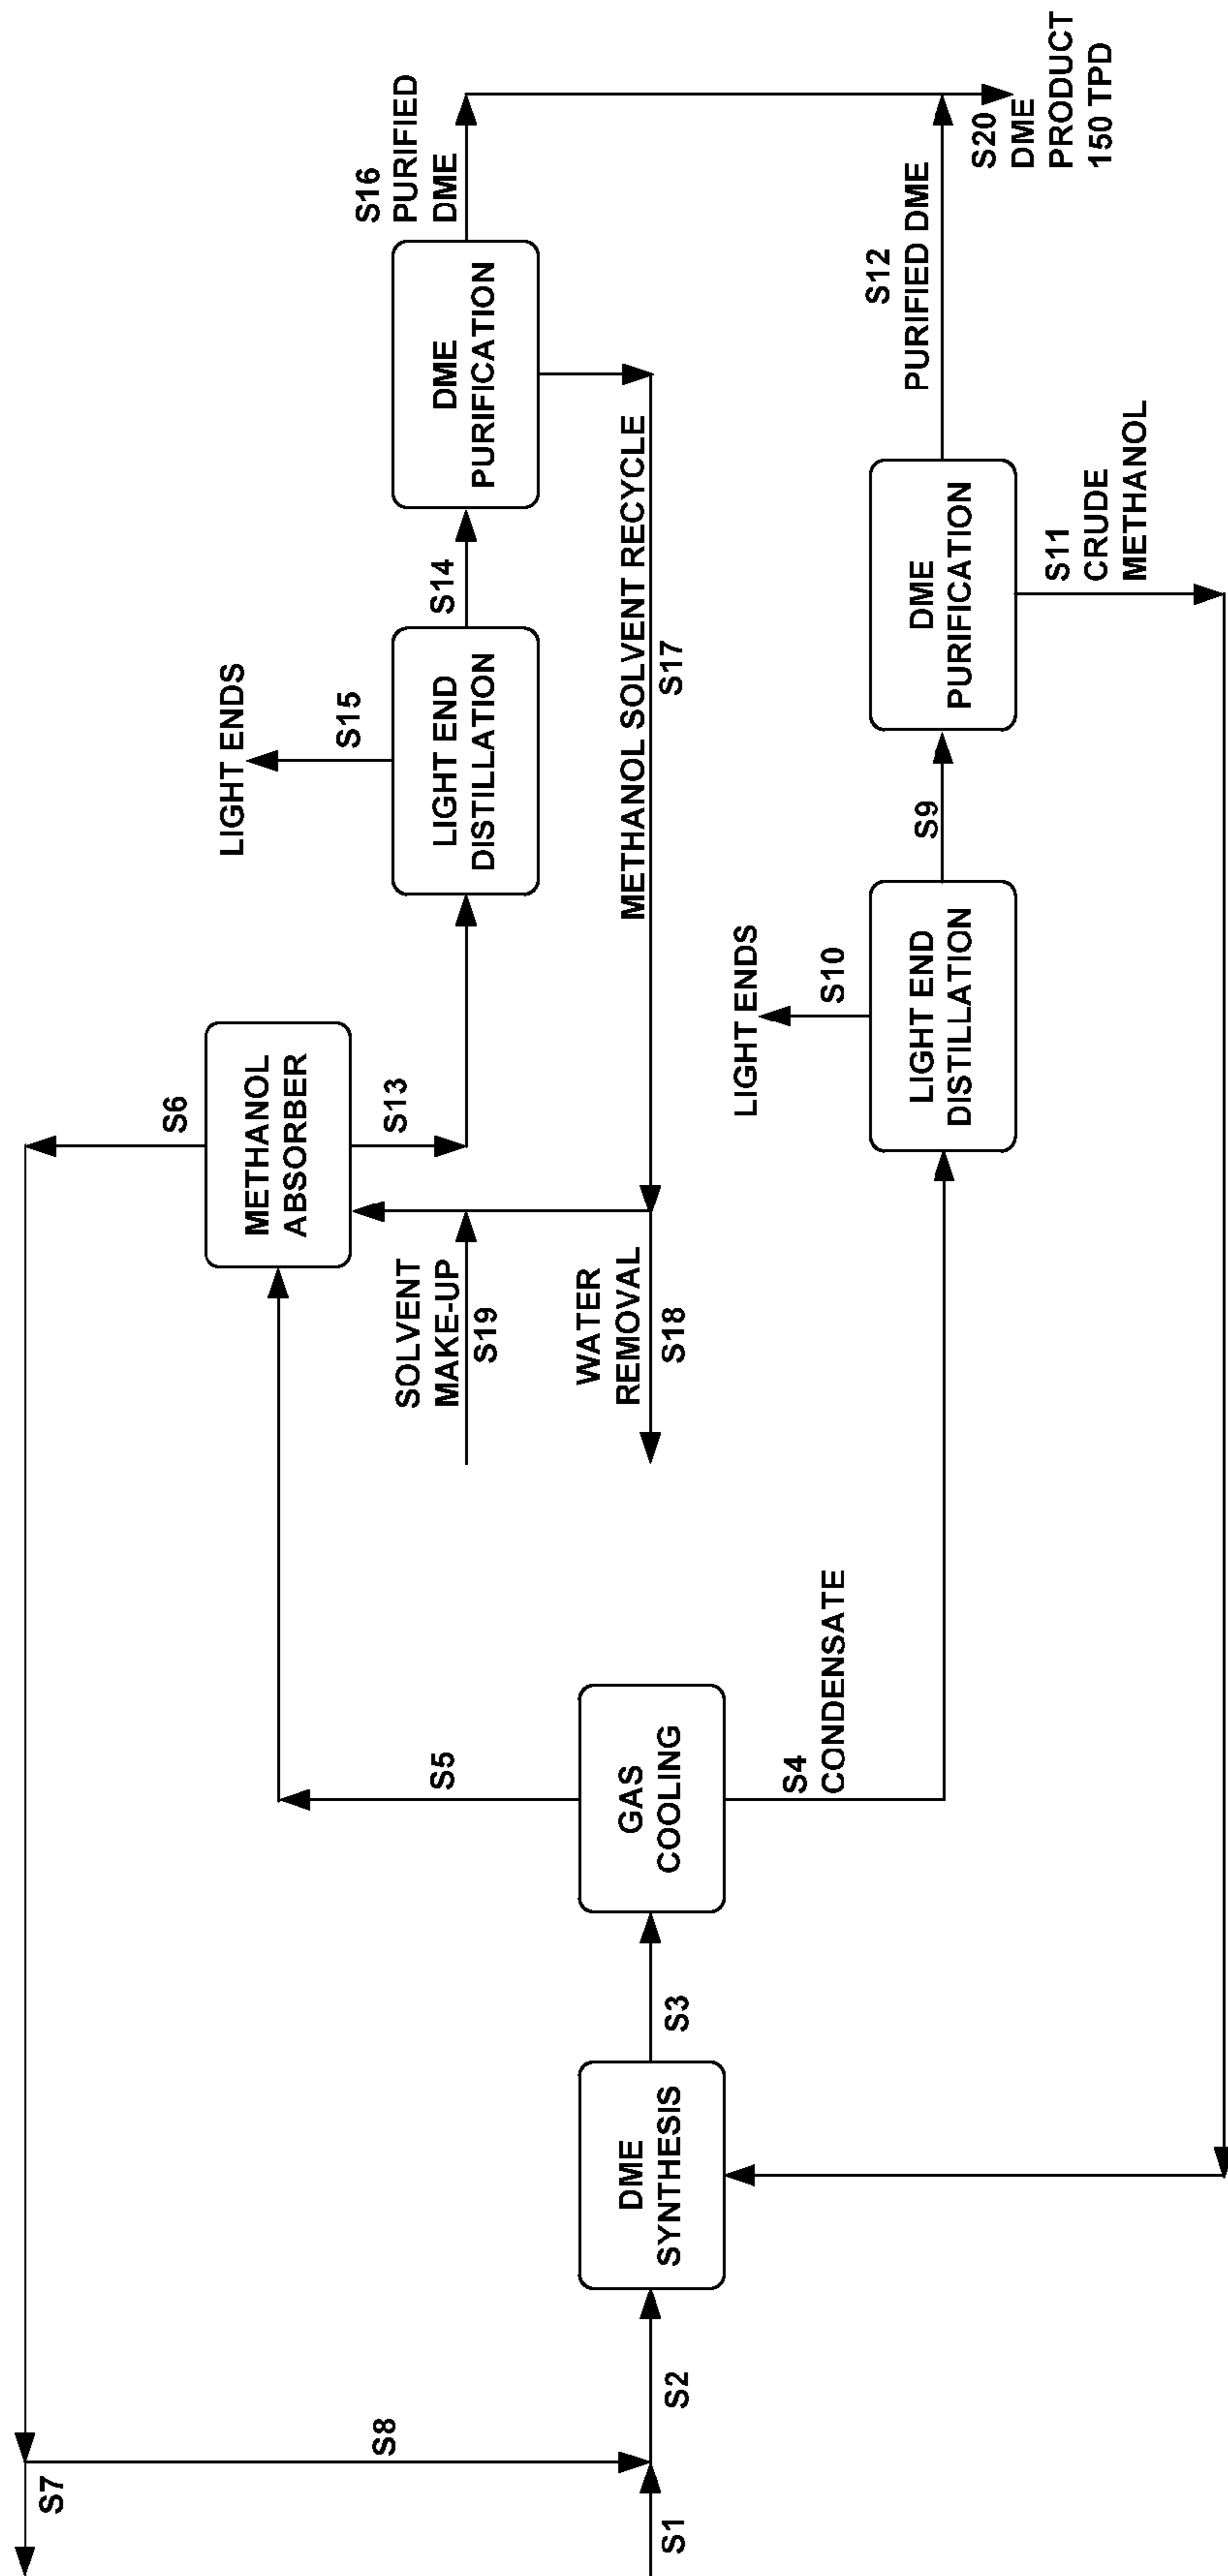 S7
S6
METHANOL
ABSORBER
S13
LIGHT ENDS
S15
LIGHT END
DISTILLATION
S14
DME
PURIFICATION
S16
PURIFIED
DME
S8
S5
SOLVENT
MAKE-UP
S19
WATER
REMOVAL
S18
METHANOL SOLVENT RECYCLE
S17
S1
S2
DME
SYNTHESIS
S3
GAS
COOLING
S4
CONDENSATE
LIGHT ENDS
S10
LIGHT END
DISTILLATION
S9
DME
PURIFICATION
S12
PURIFIED DME
S11
CRUDE
METHANOL
S20
DME
PRODUCT
150 TPD